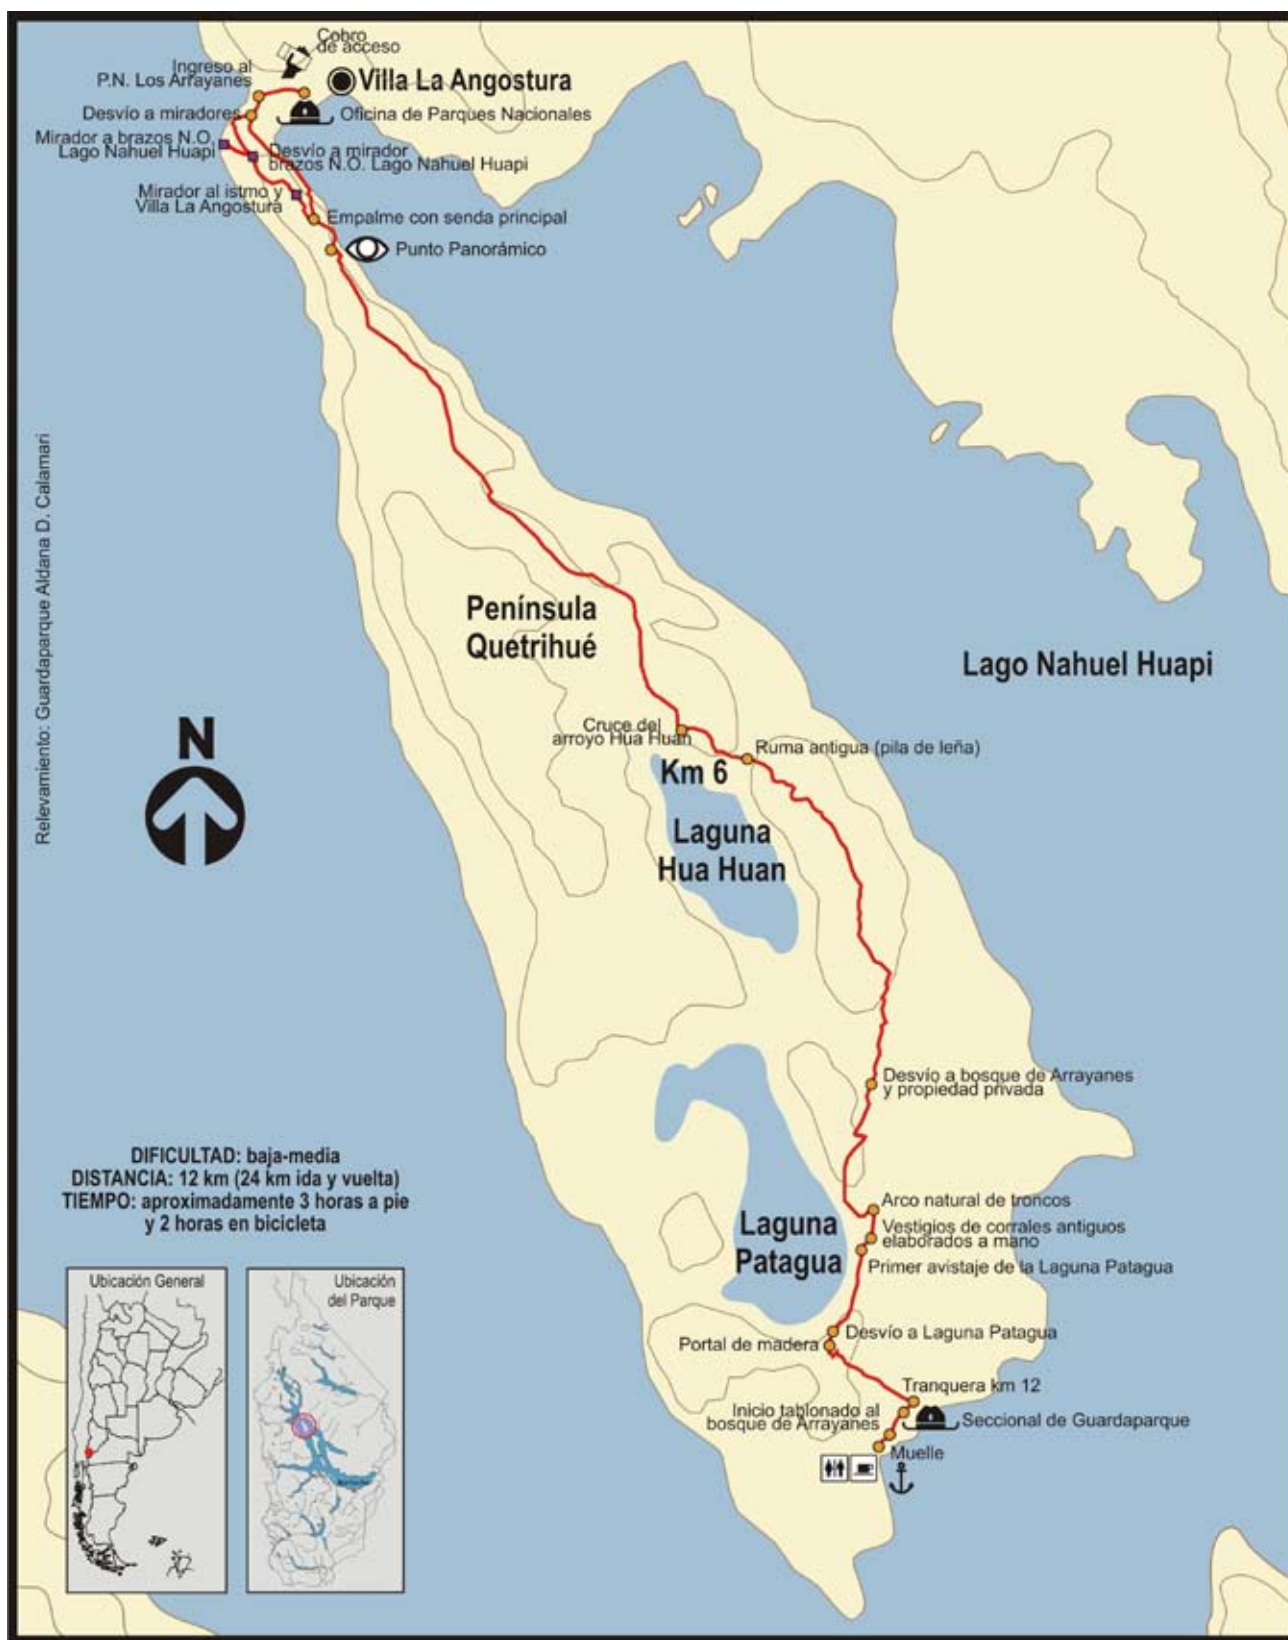 Cobro
de acceso
Ingreso al
P.N. Los Arrayanes
Villa La Angostura
Desvío a miradores
Oficina de Parques Nacionales
Mirador a brazos N.O.
Lago Nahuel Huapi
Desvío a mirador
brazos N.O. Lago Nahuel Huapi
Mirador al istmo y
Villa La Angostura
Empalme con senda principal
Punto Panorámico
Relevamiento: Guardaparque Aldana D. Calamari
Península
Quetrihué
Lago Nahuel Huapi
N
Cruce del
arroyo Hua Huan
Ruma antigua (pila de leña)
Km 6
Laguna
Hua Huan
Desvío a bosque de Arrayanes
y propiedad privada
DIFICULTAD: baja-media
DISTANCIA: 12 km (24 km ida y vuelta)
TIEMPO: aproximadamente 3 horas a pie
y 2 horas en bicicleta
Arco natural de troncos
Vestigios de corrales antiguos
elaborados a mano
Laguna
Patagua
Primer avistaje de la Laguna Patagua
Ubicación General
Ubicación
del Parque
Desvío a Laguna Patagua
Portal de madera
Tranquera km 12
Inicio tablonado al
bosque de Arrayanes
Seccional de Guardaparque
Muelle